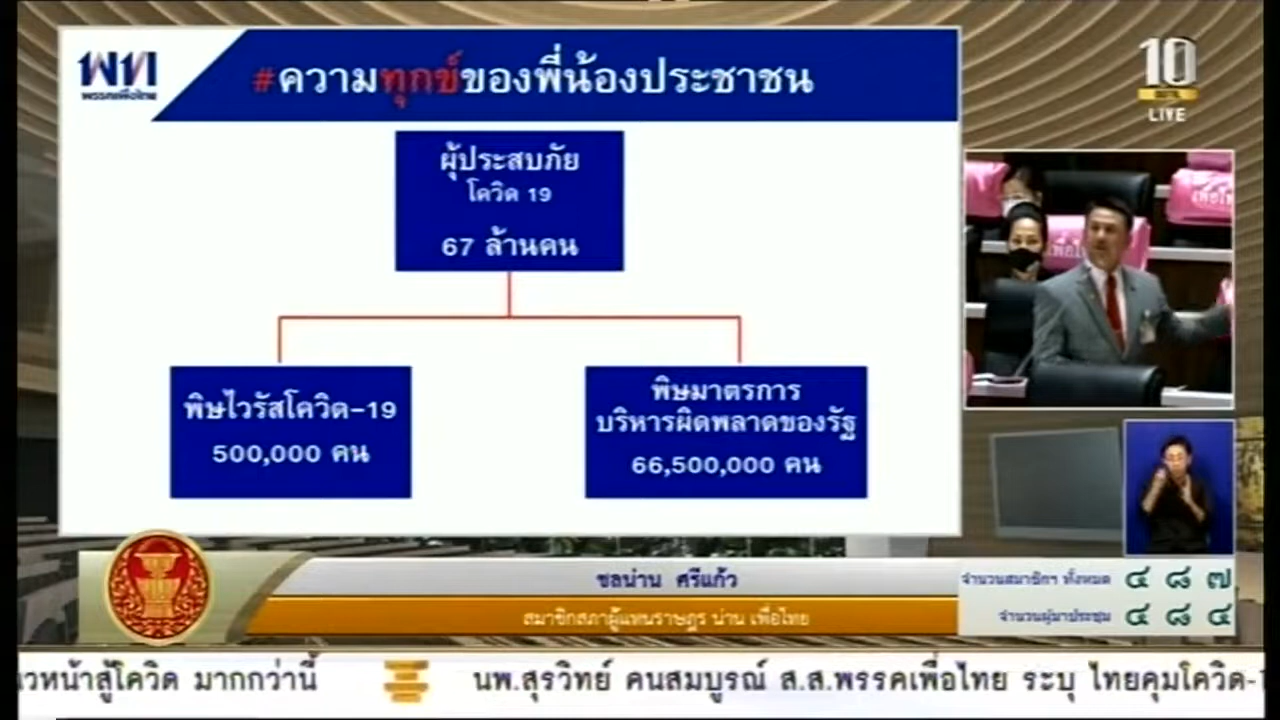 พท
พรรคเพื่อไทย
#ความทุกข์ของพี่น้องประชาชน
10
LIVE
ผู้ประสบภัย
โควิด 19
67 ล้านคน
พิษไวรัสโควิด-19
500,000 คน
พิษมาตรการ
บริหารผิดพลาดของรัฐ
66,500,000 คน
ชลน่าน ศรีแก้ว
สมาชิกสภาผู้แทนราษฎร น่าน เพื่อไทย
จำนวนสมาชิกฯ ทั้งหมด ๔ ๘ ๗
จำนวนผู้มาประชุม ๔ ๘ ๔
วหน้าสู้โควิด มากกว่านี้ นพ.สุรวิทย์ คนสมบูรณ์ ส.ส.พรรคเพื่อไทย ระบุ ไทยคุมโควิด-1